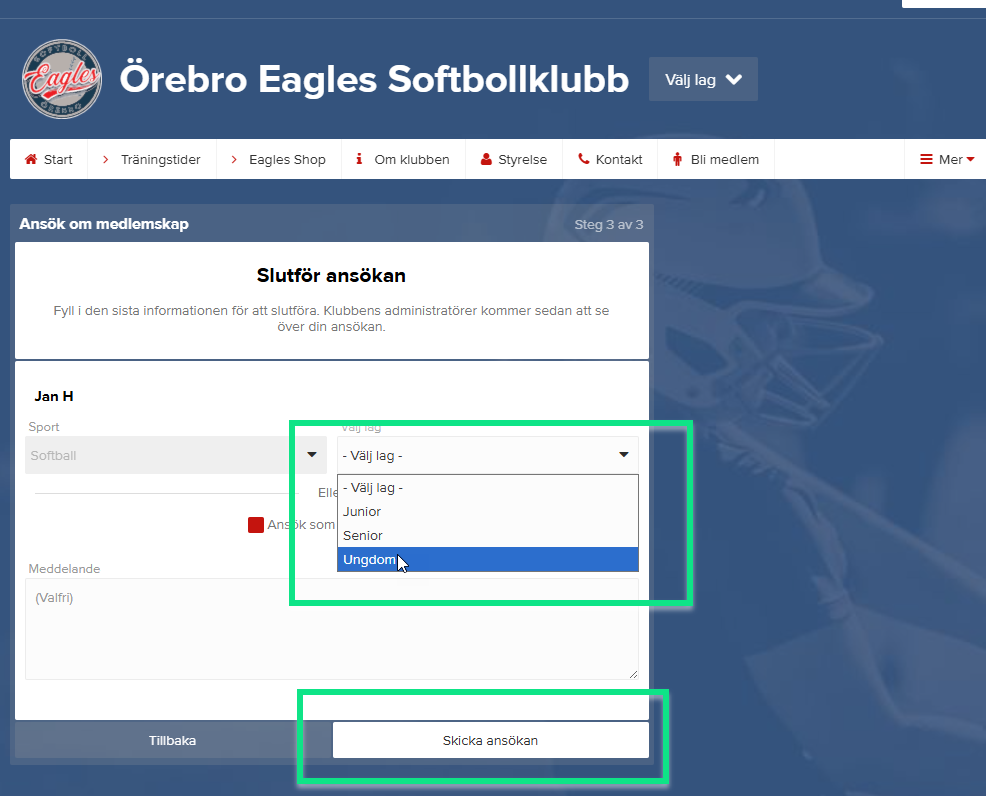 SOFTBOLL
Eagles
ÖREBRO
Örebro Eagles Softbollklubb
Välj lag
Start
Träningstider
Eagles Shop
Om klubben
Styrelse
Kontakt
Bli medlem
Mer
Ansök om medlemskap
Steg 3 av 3
Slutför ansökan
Fyll i den sista informationen för att slutföra. Klubbens administratörer kommer sedan att se
över din ansökan.
Jan H
Sport
Välj lag
Softball
- Välj lag -
- Välj lag -
Junior
Senior
Ungdom
Ansök som
Meddelande
(Valfri)
Tillbaka
Skicka ansökan